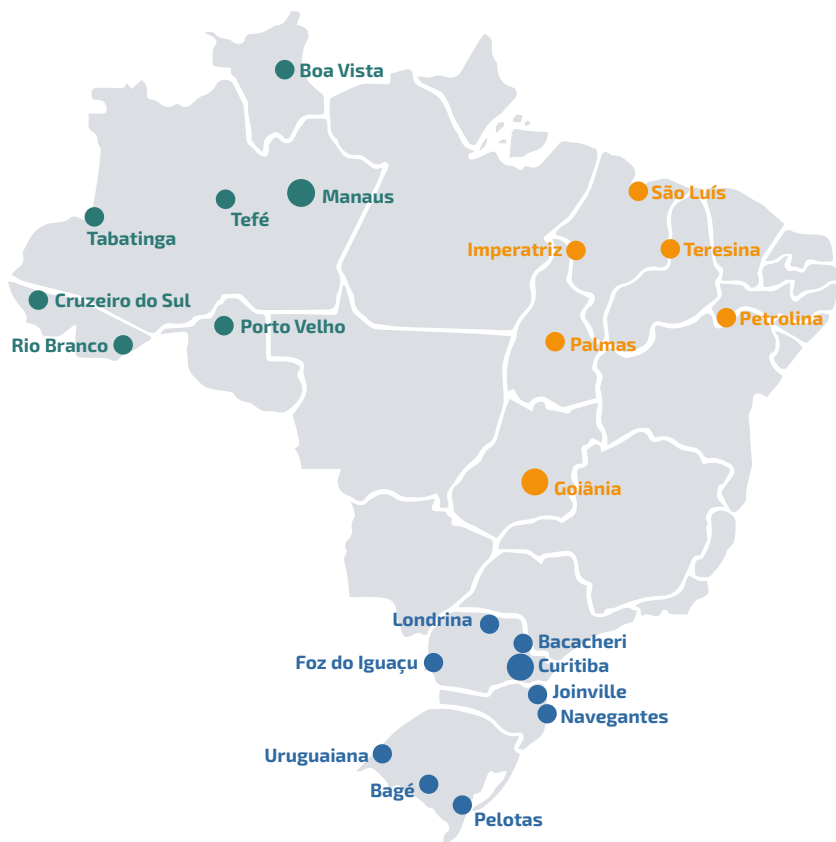 Boa Vista
Manaus
São Luís
Tefé
Tabatinga
Imperatriz
Teresina
Cruzeiro do Sul
Petrolina
Porto Velho
Rio Branco
Palmas
Goiânia
Londrina
Bacacheri
Foz do Iguaçu
Curitiba
Joinville
Navegantes
Uruguaiana
Bagé
Pelotas